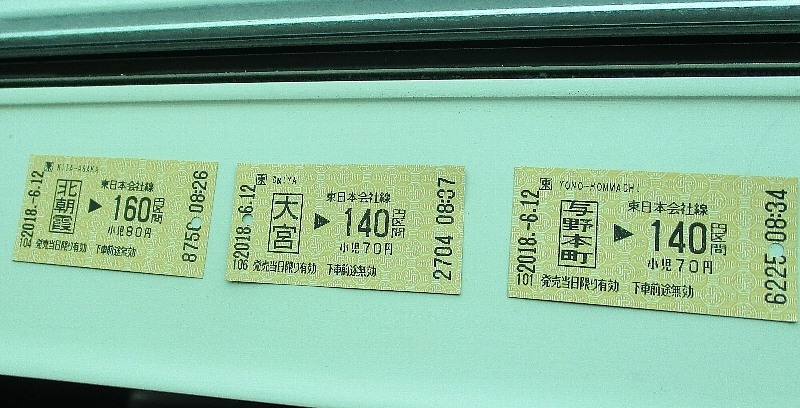 東 KITA-ASAKA
2018.-6.12
北朝霞
東日本会社線
▶ 160円区間
小児80円
8750 08:26
104 発売当日限り有効 下車前途無効
東 OMIYA
2018.-6.12
大宮
東日本会社線
▶ 140円区間
小児70円
2704 08:37
106 発売当日限り有効 下車前途無効
東 YONO-HOMMACHI
2018.-6.12
与野本町
東日本会社線
▶ 140円区間
小児70円
6225 08:34
101 発売当日限り有効 下車前途無効